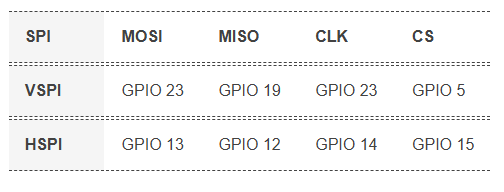 SPI MOSI MISO CLK CS
VSPI GPIO 23 GPIO 19 GPIO 23 GPIO 5
HSPI GPIO 13 GPIO 12 GPIO 14 GPIO 15